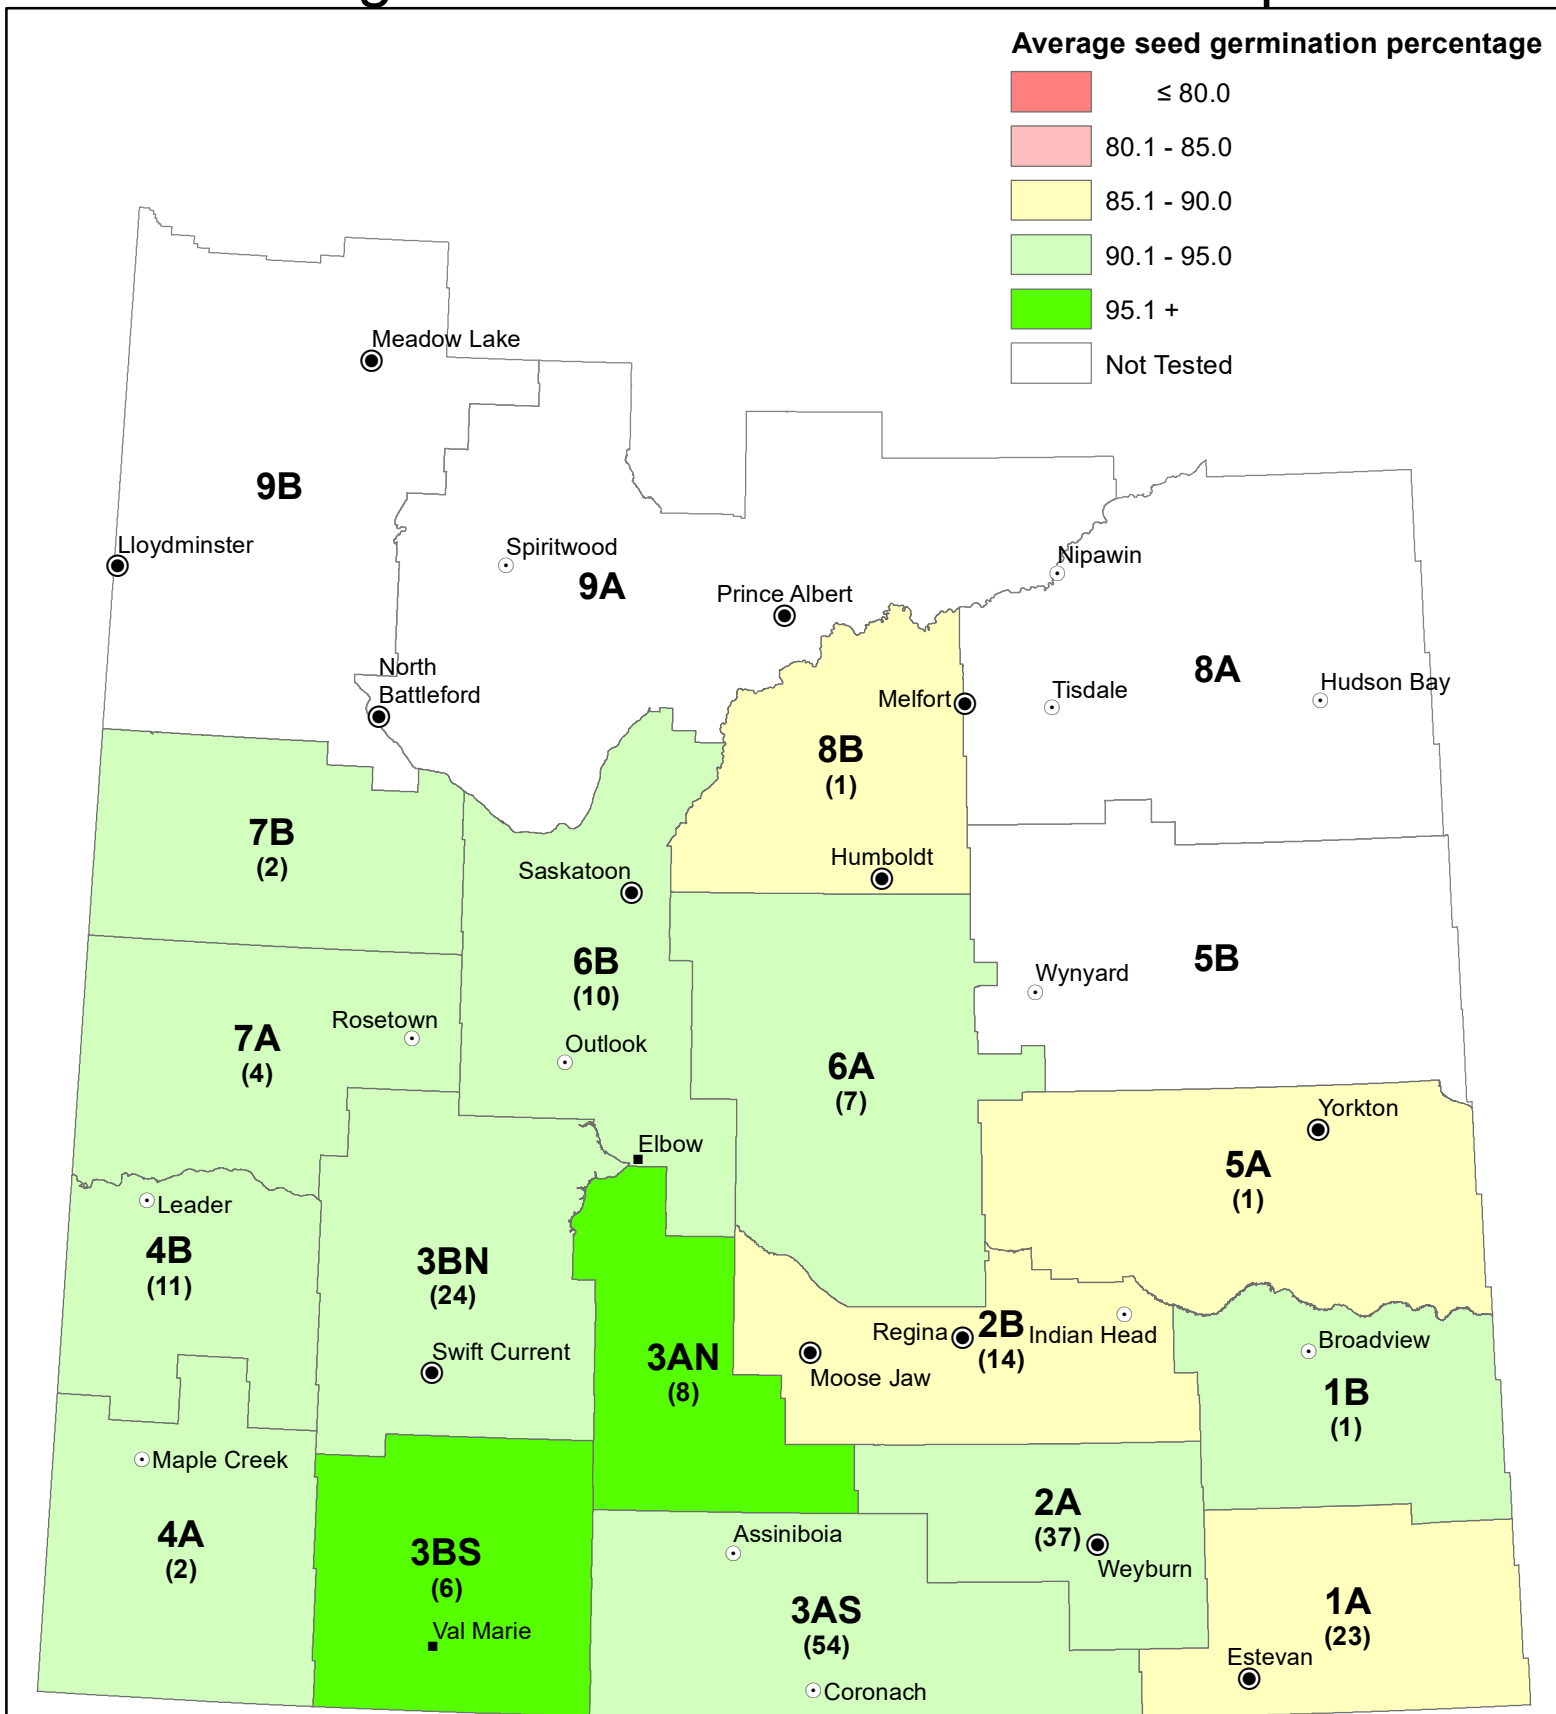 Average seed germination percentage
≤ 80.0
80.1 - 85.0
85.1 - 90.0
90.1 - 95.0
95.1 +
Not Tested
Meadow Lake
9B
Lloydminster
Spiritwood
9A
Nipawin
Prince Albert
North
Battleford
8A
Hudson Bay
Melfort
Tisdale
8B
(1)
7B
(2)
Humboldt
Saskatoon
6B
(10)
5B
Wynyard
Rosetown
7A
(4)
Outlook
6A
(7)
Yorkton
Elbow
5A
(1)
Leader
4B
(11)
3BN
(24)
Regina
2B
(14)
Indian Head
Broadview
Swift Current
3AN
(8)
Moose Jaw
1B
(1)
Maple Creek
4A
(2)
2A
(37)
Weyburn
Assiniboia
3BS
(6)
Val Marie
3AS
(54)
1A
(23)
Estevan
Coronach